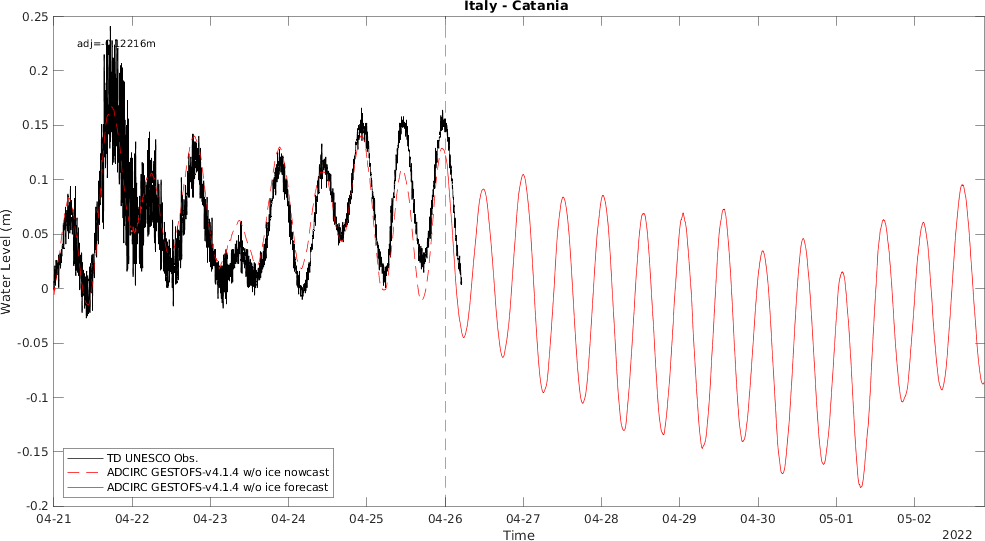 Italy - Catania
adj=-0.12216m
0.25
0.2
0.15
0.1
0.05
0
-0.05
-0.1
-0.15
-0.2
Water Level (m)
TD UNESCO Obs.
ADCIRC GESTOFS-v4.1.4 w/o ice nowcast
ADCIRC GESTOFS-v4.1.4 w/o ice forecast
04-21 04-22 04-23 04-24 04-25 04-26 04-27 04-28 04-29 04-30 05-01 05-02
Time
2022